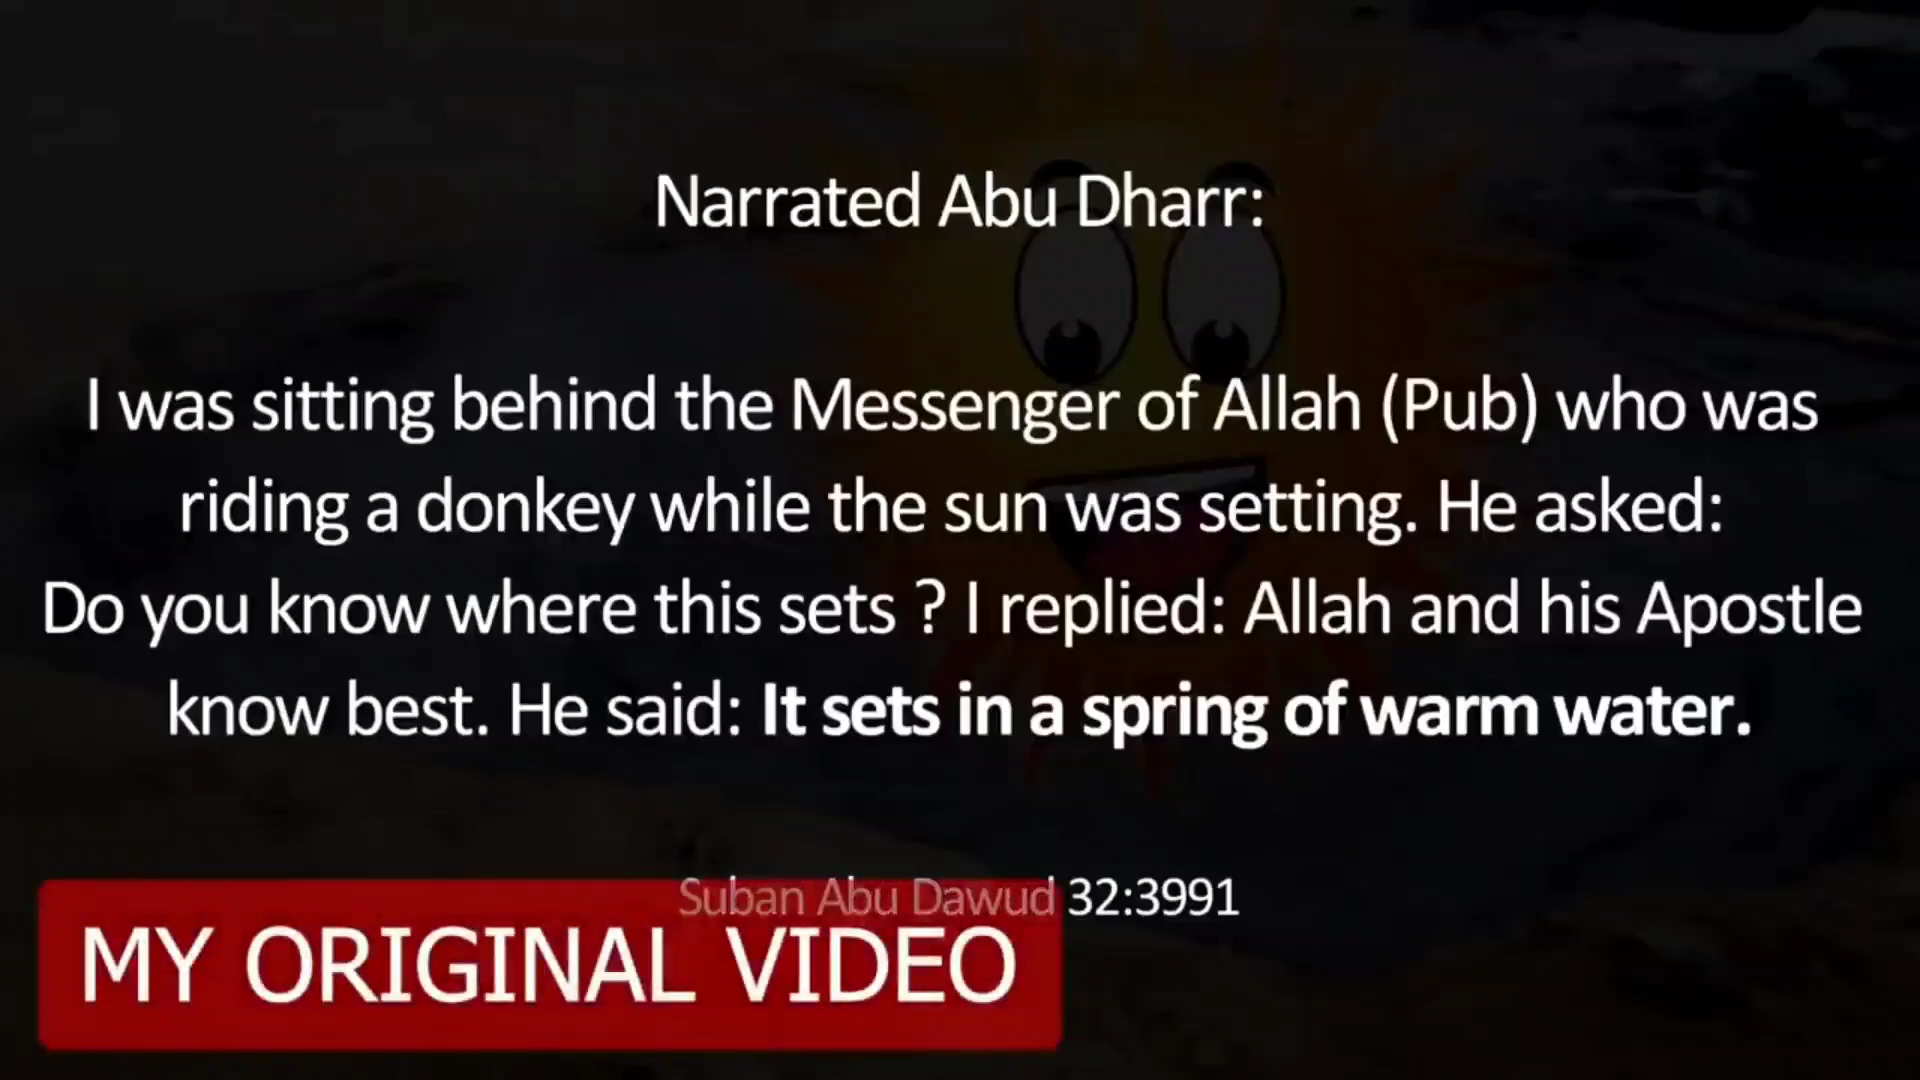 Narrated Abu Dharr:
I was sitting behind the Messenger of Allah (Pub) who was
riding a donkey while the sun was setting. He asked:
Do you know where this sets ? I replied: Allah and his Apostle
know best. He said: It sets in a spring of warm water.
Suban Abu Dawud 32:3991
MY ORIGINAL VIDEO